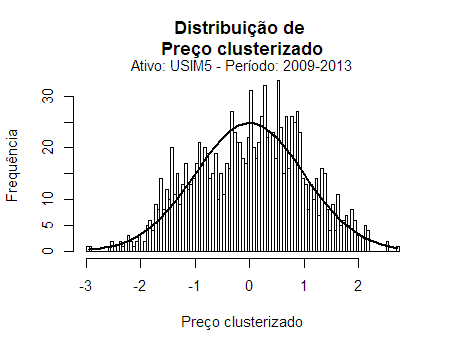 Distribuição de
Preço clusterizado
Ativo: USIM5 - Período: 2009-2013
Frequência
30
20
10
5
0
-3 -2 -1 0 1 2
Preço clusterizado